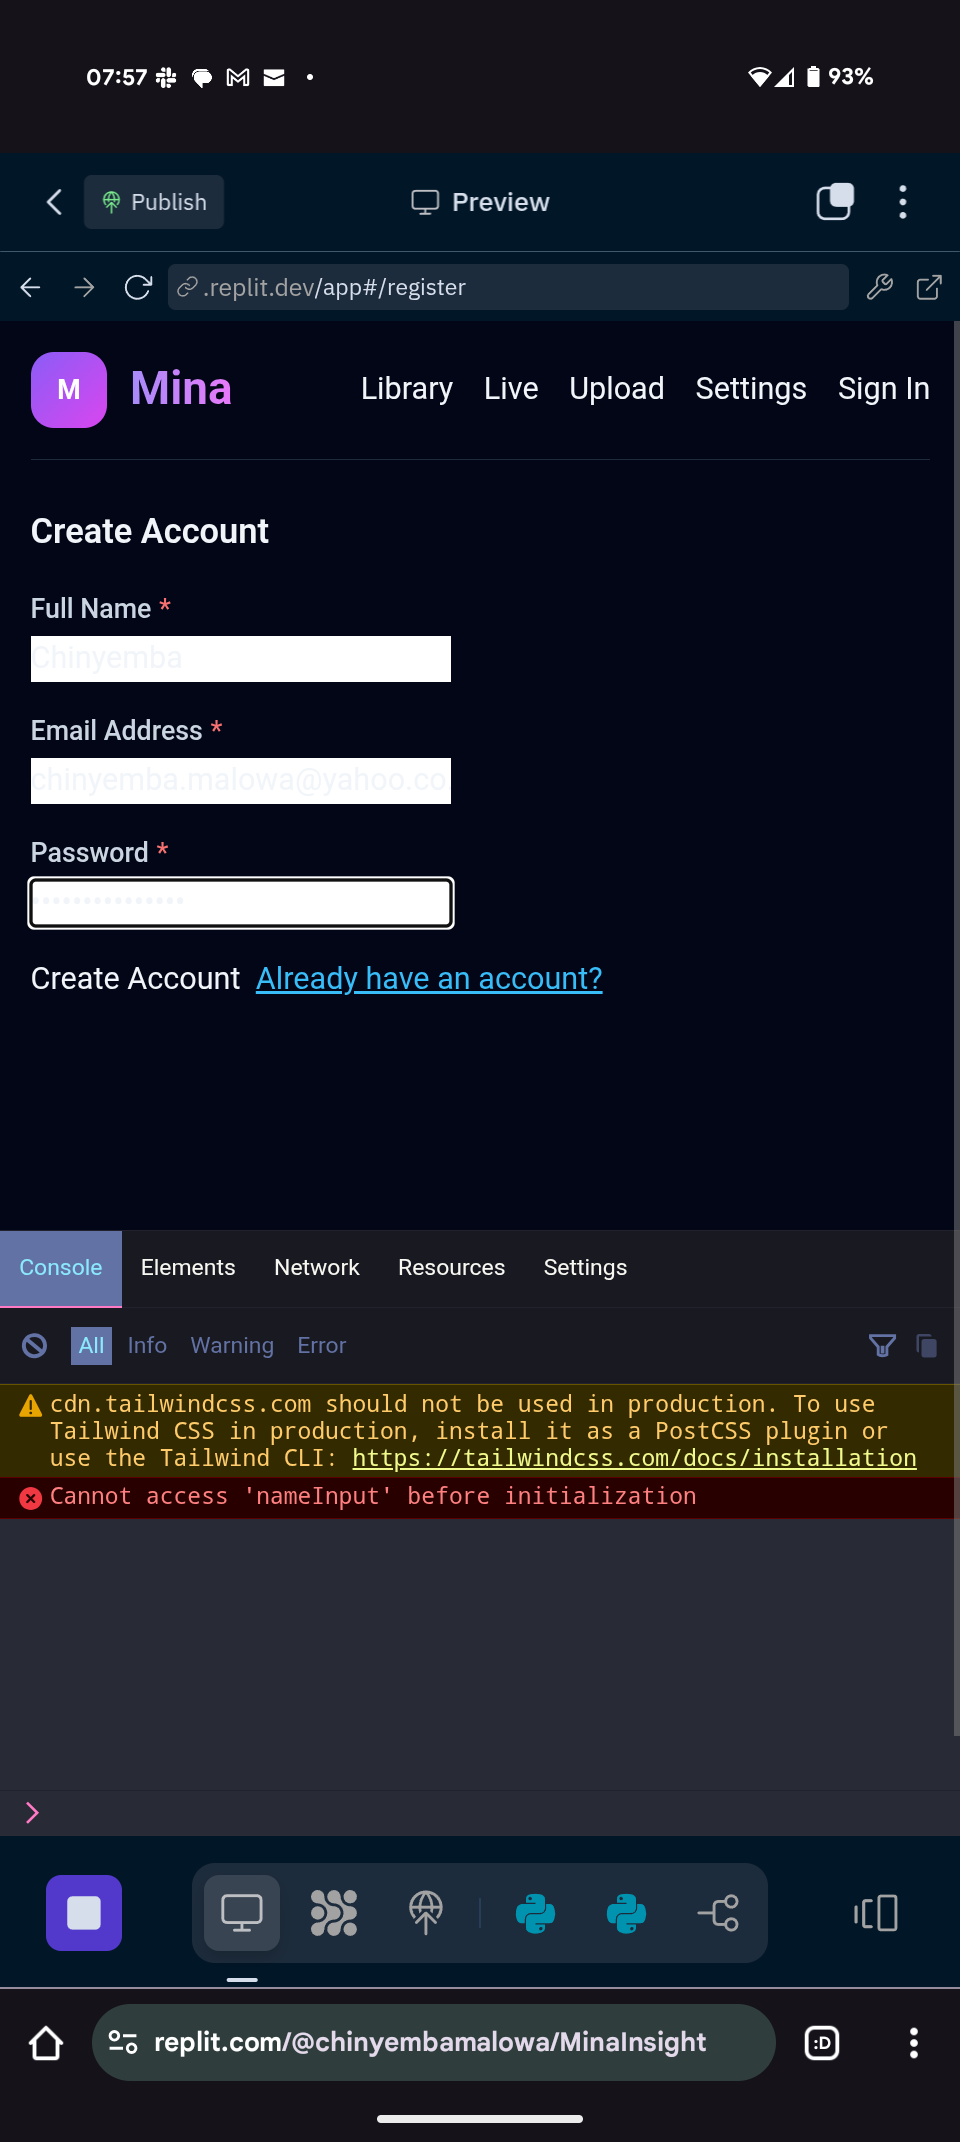 07:57
93%
Publish
Preview
.replit.dev/app#/register
M
Mina
Library
Live
Upload
Settings
Sign In
Create Account
Full Name *
Chinyemba
Email Address *
chinyemba.malowa@yahoo.co
Password *
••••••••••••••••
Create Account Already have an account?
Console
Elements
Network
Resources
Settings
All
Info
Warning
Error
cdn.tailwindcss.com should not be used in production. To use
Tailwind CSS in production, install it as a PostCSS plugin or
use the Tailwind CLI: https://tailwindcss.com/docs/installation
Cannot access 'nameInput' before initialization
replit.com/@chinyembamalowa/MinaInsight
:D